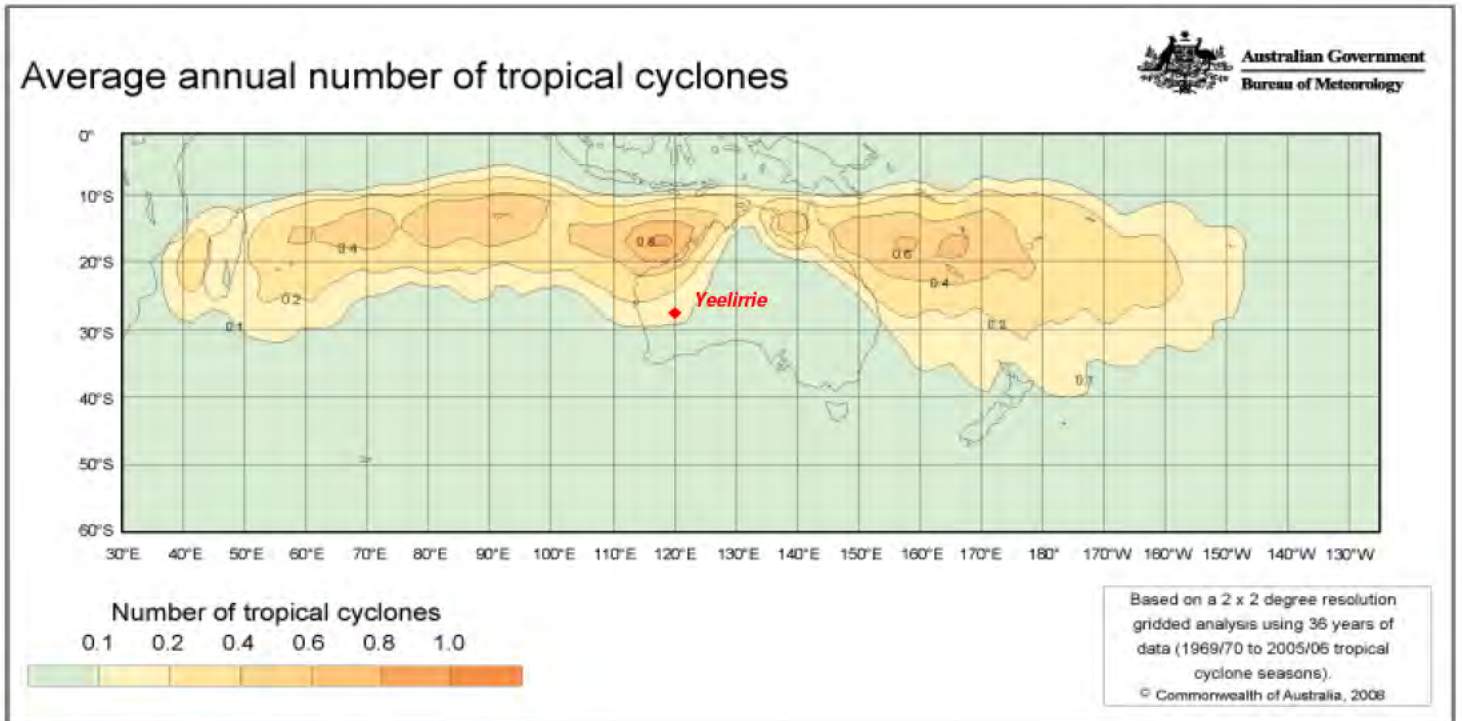 Average annual number of tropical cyclones
Australian Government
Bureau of Meteorology
0°
10°S
20°S
30°S
40°S
50°S
60°S
0.4
0.2
0.1
0.8
Yeelirrie
0.6
0.4
0.2
0.1
30°E 40°E 50°E 60°E 70°E 80°E 90°E 100°E 110°E 120°E 130°E 140°E 150°E 160°E 170°E 180° 170°W 160°W 150°W 140°W 130°W
Number of tropical cyclones
0.1 0.2 0.4 0.6 0.8 1.0
Based on a 2 x 2 degree resolution
gridded analysis using 36 years of
data (1969/70 to 2005/06 tropical
cyclone seasons).
© Commonwealth of Australia, 2008